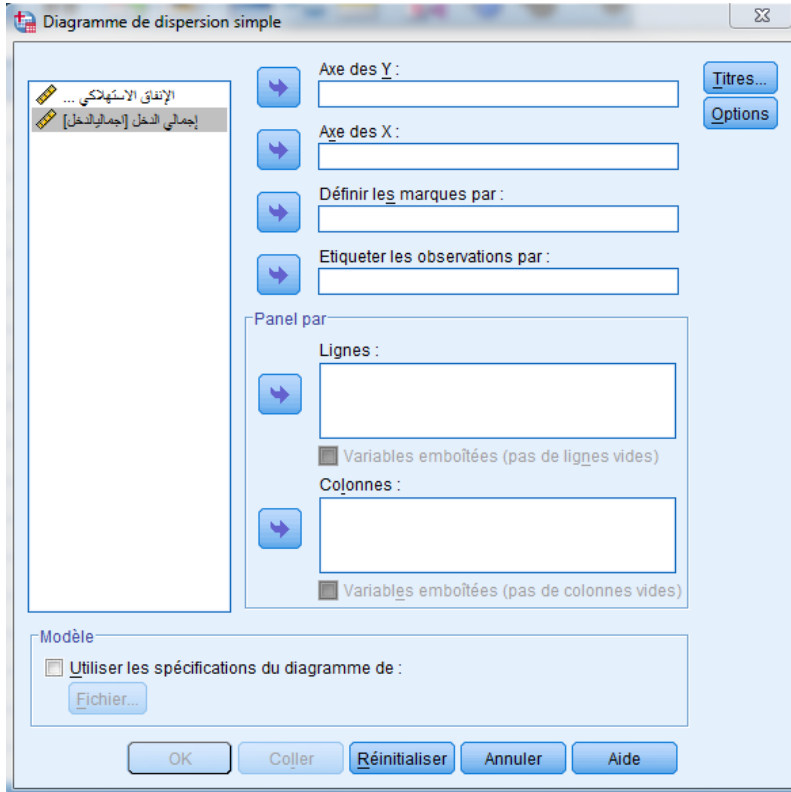 Diagramme de dispersion simple
الإنفاق الاستهلاكي ...
إجمالي الدخل [اجماليالدخل]
Axe des Y :
Axe des X :
Définir les marques par :
Etiqueter les observations par :
Titres...
Options
Panel par
Lignes :
Variables emboîtées (pas de lignes vides)
Colonnes :
Variables emboîtées (pas de colonnes vides)
Modèle
Utiliser les spécifications du diagramme de :
Fichier...
OK
Coller
Réinitialiser
Annuler
Aide